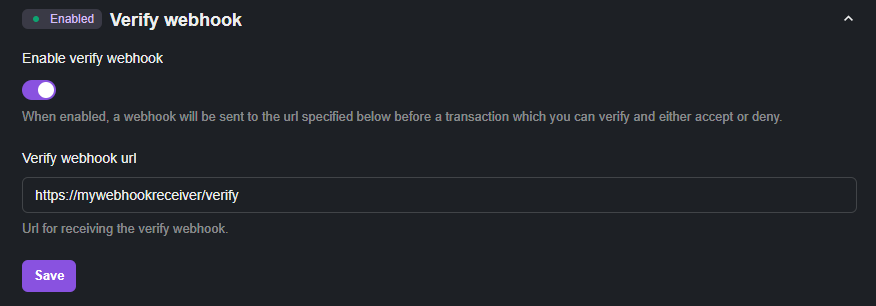 Enabled Verify webhook
Enable verify webhook
When enabled, a webhook will be sent to the url specified below before a transaction which you can verify and either accept or deny.
Verify webhook url
https://mywebhookreceiver/verify
Url for receiving the verify webhook.
Save